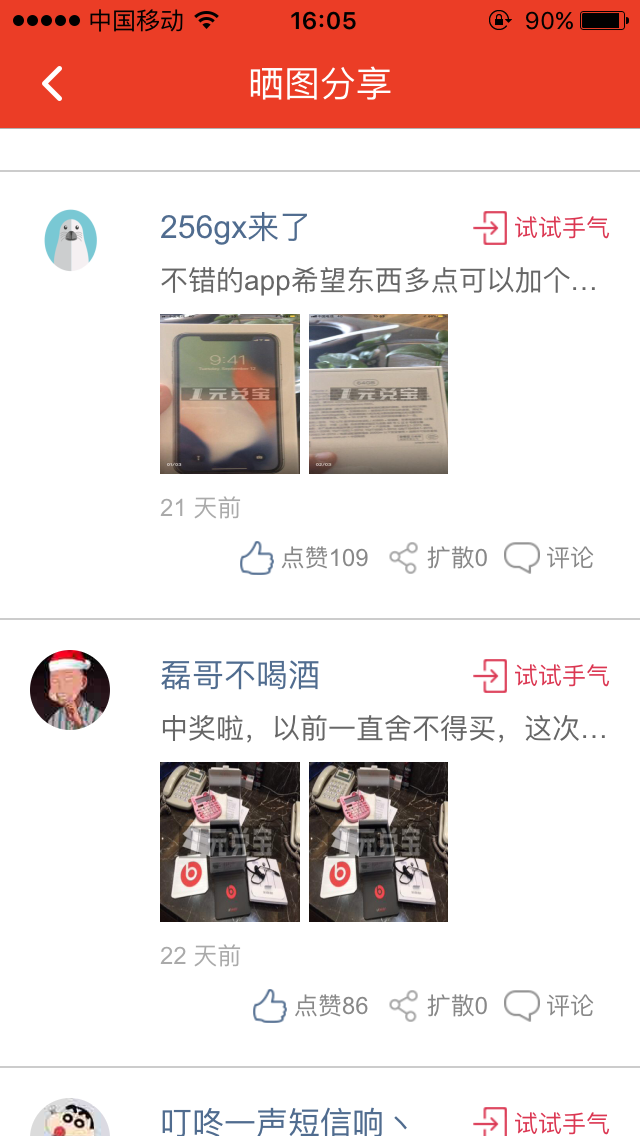 中国移动 16:05 90%
晒图分享
256gx来了 试试手气
不错的app希望东西多点可以加个…
9:41
1元兑宝
1元兑宝
21 天前
点赞109 扩散0 评论
磊哥不喝酒 试试手气
中奖啦，以前一直舍不得买，这次…
元兑宝
元兑宝
22 天前
点赞86 扩散0 评论
叮咚一声短信响丶 试试手气